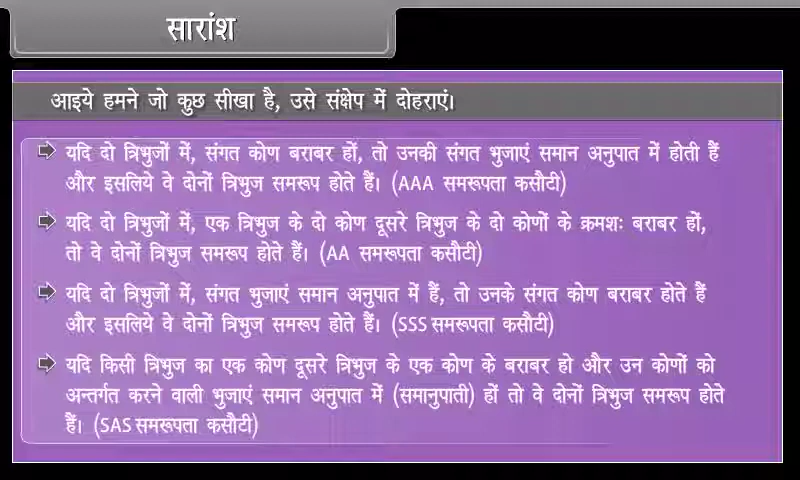 सारांश
आइये हमने जो कुछ सीखा है, उसे संक्षेप में दोहराएं।
यदि दो त्रिभुजों में, संगत कोण बराबर हों, तो उनकी संगत भुजाएं समान अनुपात में होती हैं
और इसलिये वे दोनों त्रिभुज समरूप होते हैं। (AAA समरूपता कसौटी)
यदि दो त्रिभुजों में, एक त्रिभुज के दो कोण दूसरे त्रिभुज के दो कोणों के क्रमशः बराबर हों,
तो वे दोनों त्रिभुज समरूप होते हैं। (AA समरूपता कसौटी)
यदि दो त्रिभुजों में, संगत भुजाएं समान अनुपात में हैं, तो उनके संगत कोण बराबर होते हैं
और इसलिये वे दोनों त्रिभुज समरूप होते हैं। (SSS समरूपता कसौटी)
यदि किसी त्रिभुज का एक कोण दूसरे त्रिभुज के एक कोण के बराबर हो और उन कोणों को
अन्तर्गत करने वाली भुजाएं समान अनुपात में (समानुपाती) हों तो वे दोनों त्रिभुज समरूप होते
हैं। (SAS समरूपता कसौटी)